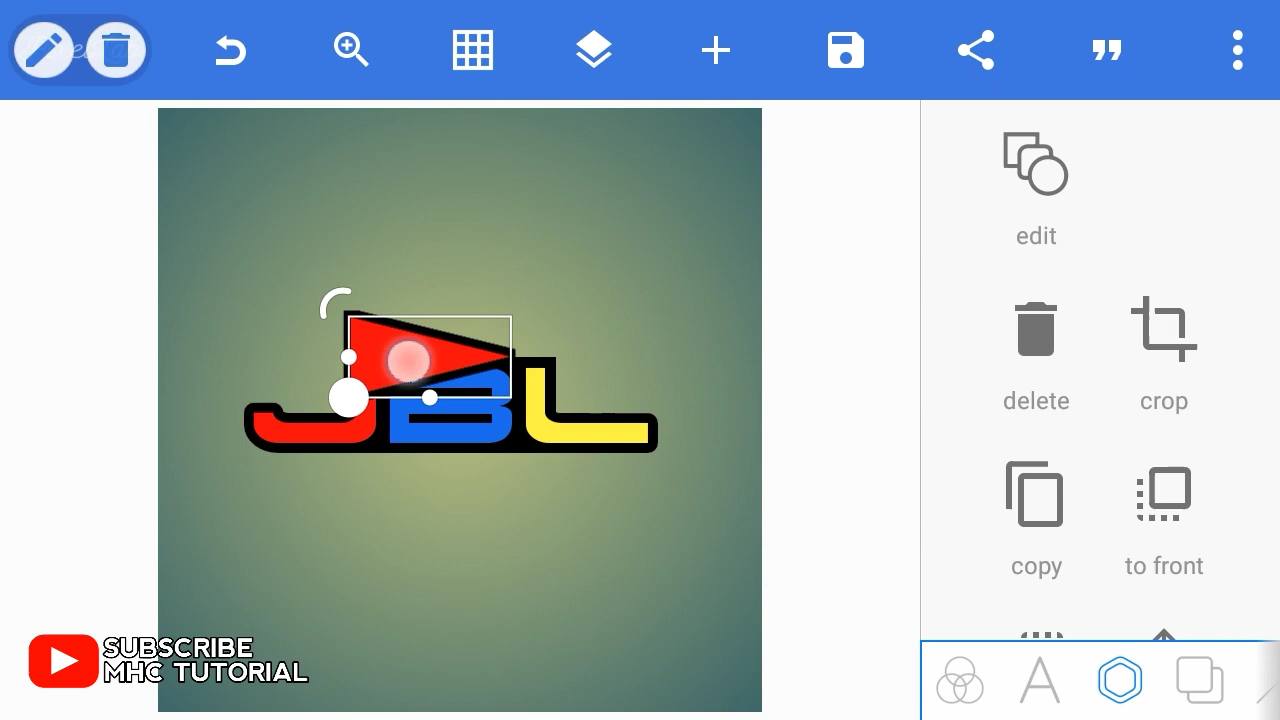 edit
delete
crop
copy
to front
JBL
SUBSCRIBE
MHC TUTORIAL